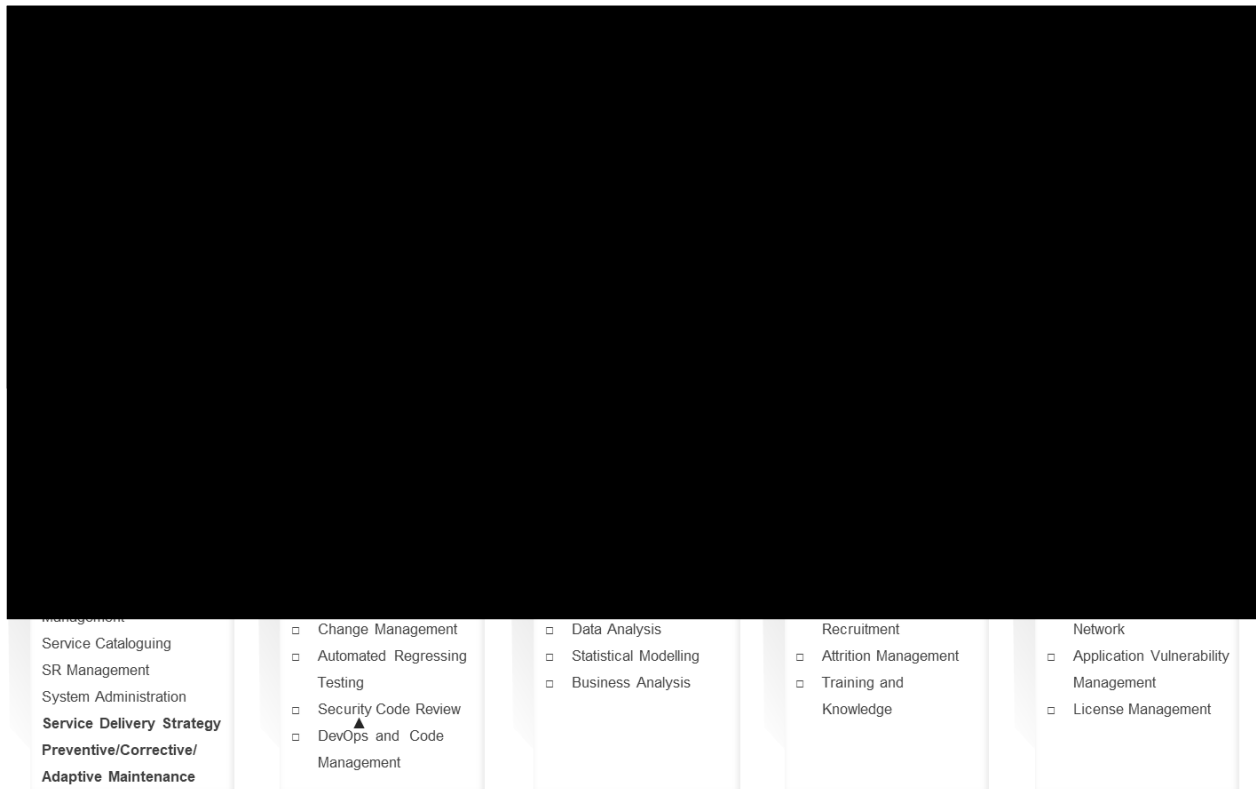 Service Cataloguing
SR Management
System Administration
Service Delivery Strategy
Preventive/Corrective/
Adaptive Maintenance
Change Management
Automated Regressing
Testing
Security Code Review
DevOps and Code
Management
Data Analysis
Statistical Modelling
Business Analysis
Recruitment
Attrition Management
Training and
Knowledge
Network
Application Vulnerability
Management
License Management